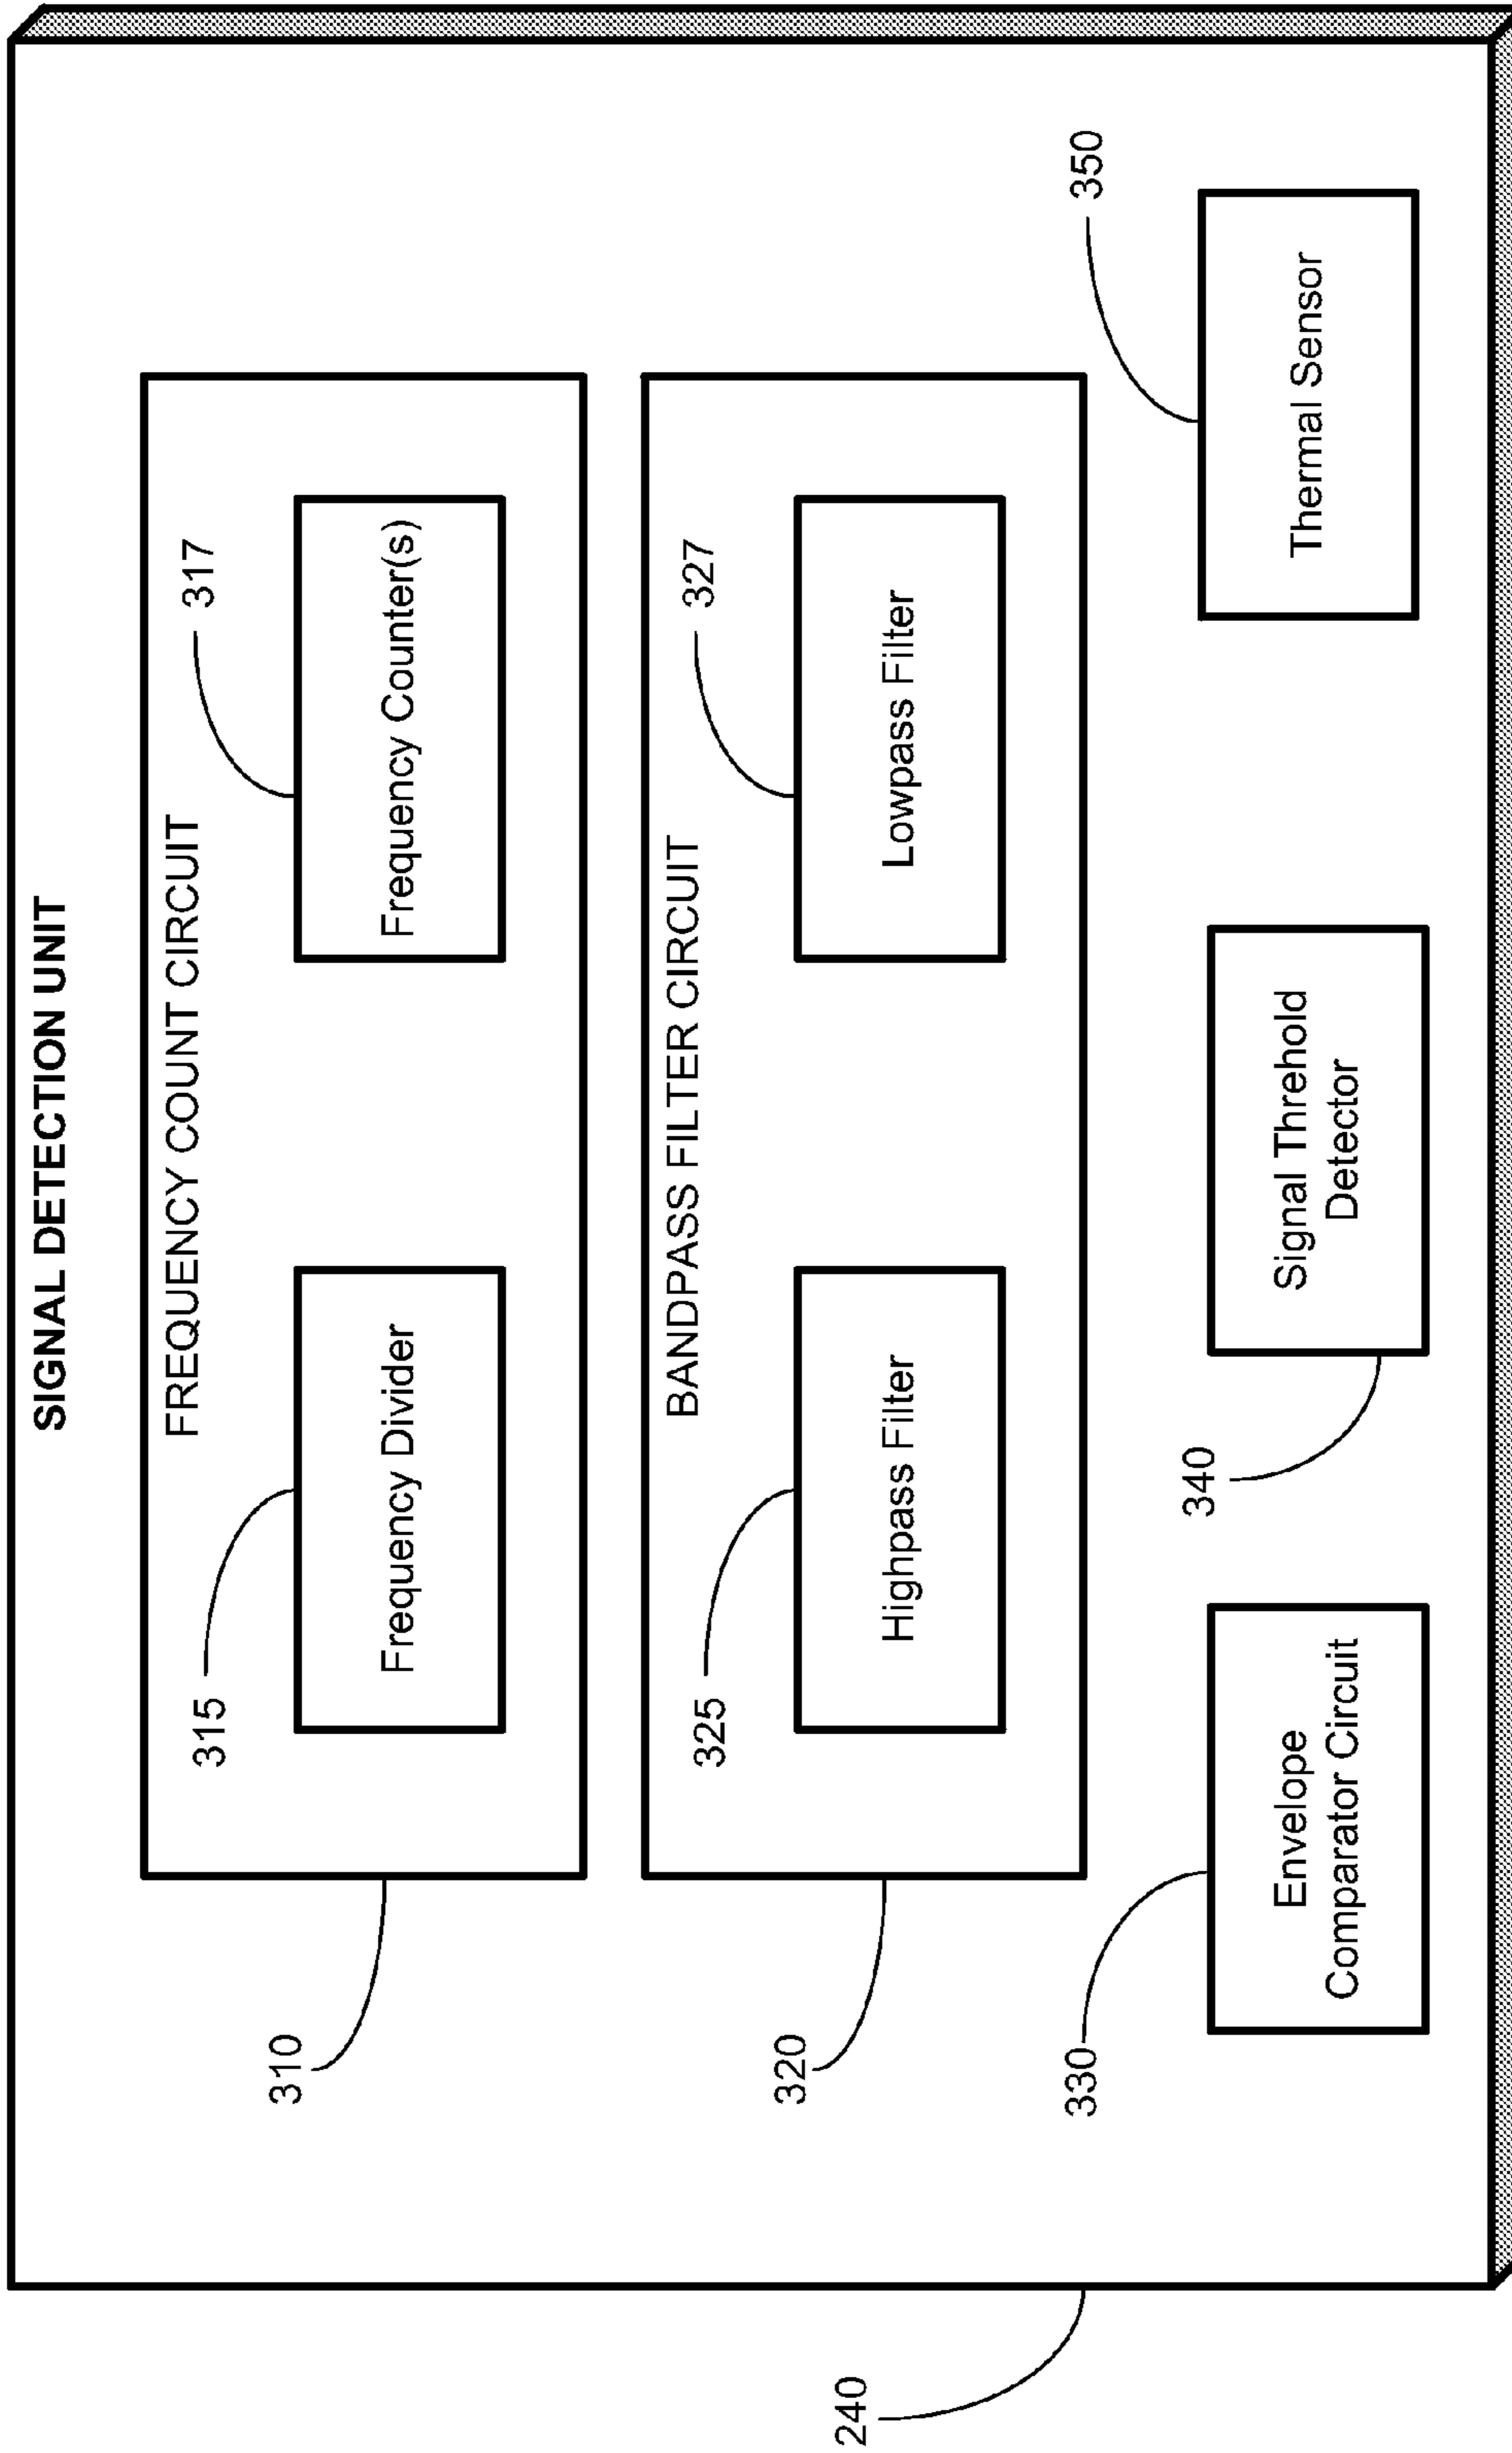 SIGNAL DETECTION UNIT
FREQUENCY COUNT CIRCUIT
315
317
Frequency Divider
Frequency Counter(s)
310
BANDPASS FILTER CIRCUIT
325
327
Highpass Filter
Lowpass Filter
320
240
330
Envelope
Comparator Circuit
340
Signal Threhold
Detector
350
Thermal Sensor